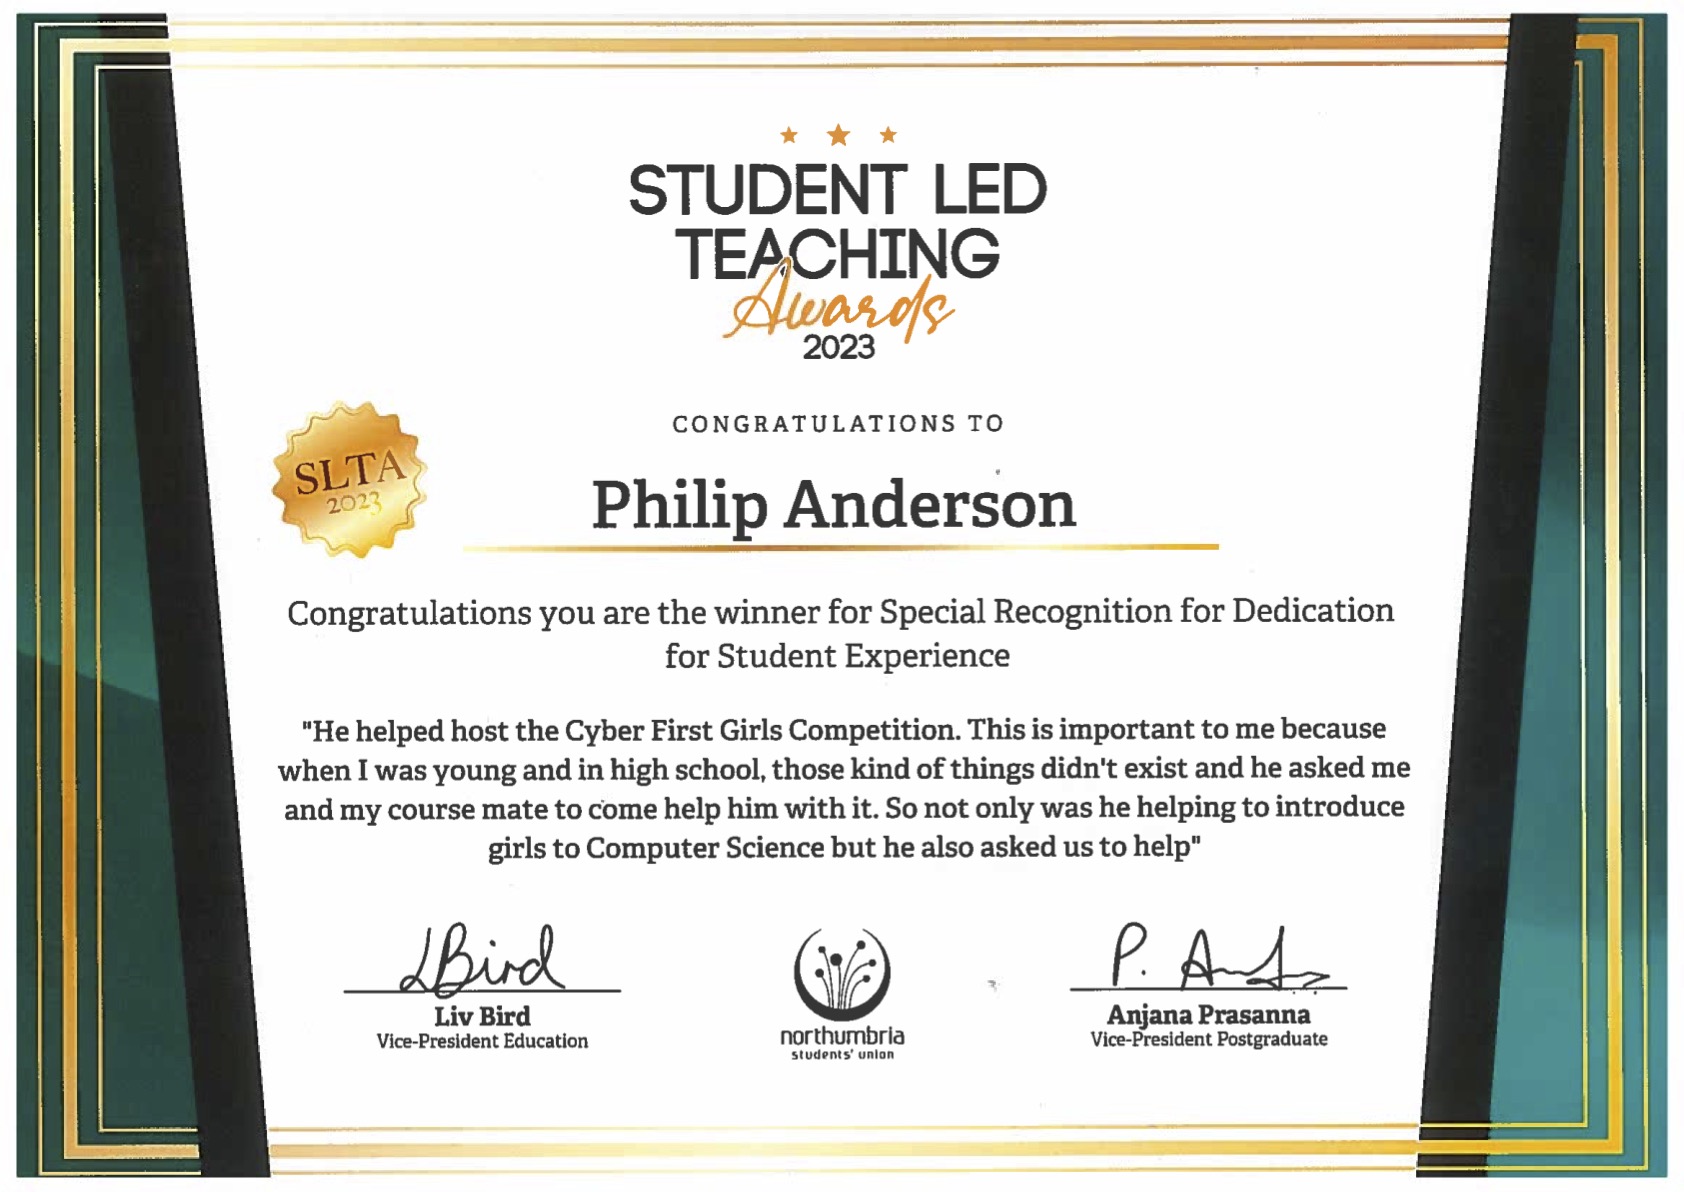 STUDENT LED
TEACHING
Awards
2023
CONGRATULATIONS TO
SLTA
2023
Philip Anderson
Congratulations you are the winner for Special Recognition for Dedication
for Student Experience
"He helped host the Cyber First Girls Competition. This is important to me because
when I was young and in high school, those kind of things didn't exist and he asked me
and my course mate to come help him with it. So not only was he helping to introduce
girls to Computer Science but he also asked us to help"
LBird
Liv Bird
Vice-President Education
northumbria
students' union
P. A
Anjana Prasanna
Vice-President Postgraduate